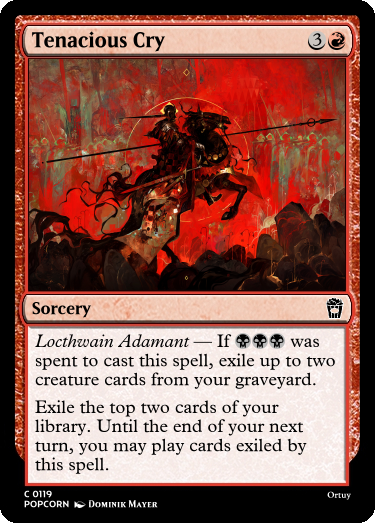 Tenacious Cry 3
Sorcery
Locthwain Adamant — If was
spent to cast this spell, exile up to two
creature cards from your graveyard.
Exile the top two cards of your
library. Until the end of your next
turn, you may play cards exiled by
this spell.
C 0119
Ortuy
POPCORN DOMINIK MAYER